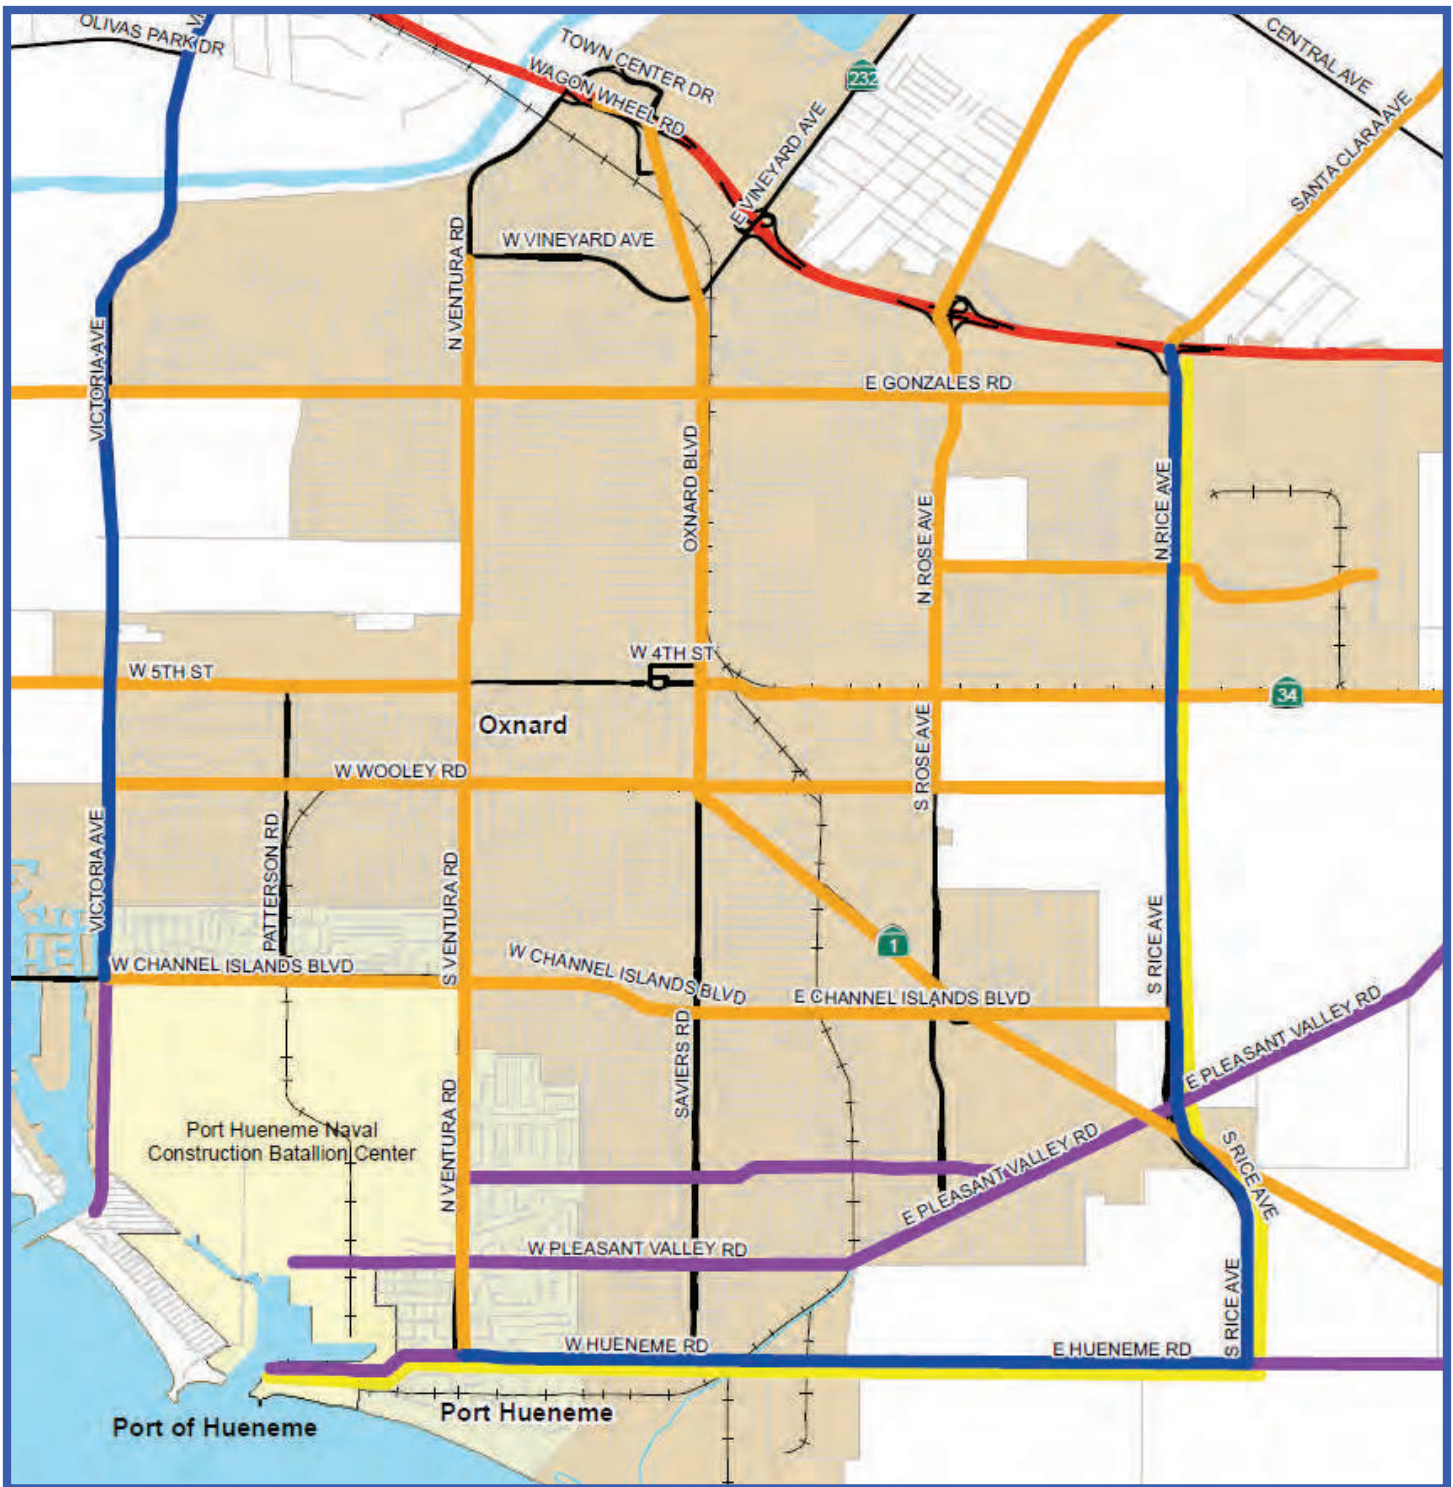 OLIVAS PARK DR
TOWN CENTER DR
WAGON WHEEL RD
232
CENTRAL AVE
SANTA CLARA AVE
E VINEYARD AVE
W VINEYARD AVE
N VENTURA RD
VICTORIA AVE
E GONZALES RD
OXNARD BLVD
N ROSE AVE
N RICE AVE
W 4TH ST
W 5TH ST
34
Oxnard
S ROSE AVE
W WOOLEY RD
VICTORIA AVE
PATTERSON RD
S VENTURA RD
1
S RICE AVE
W CHANNEL ISLANDS BLVD
W CHANNEL ISLANDS BLVD
E CHANNEL ISLANDS BLVD
SAVIERS RD
E PLEASANT VALLEY RD
Port Hueneme Naval
Construction Batallion Center
N VENTURA RD
E PLEASANT VALLEY RD
S RICE AVE
W PLEASANT VALLEY RD
S RICE AVE
W HUENEME RD
E HUENEME RD
Port of Hueneme
Port Hueneme